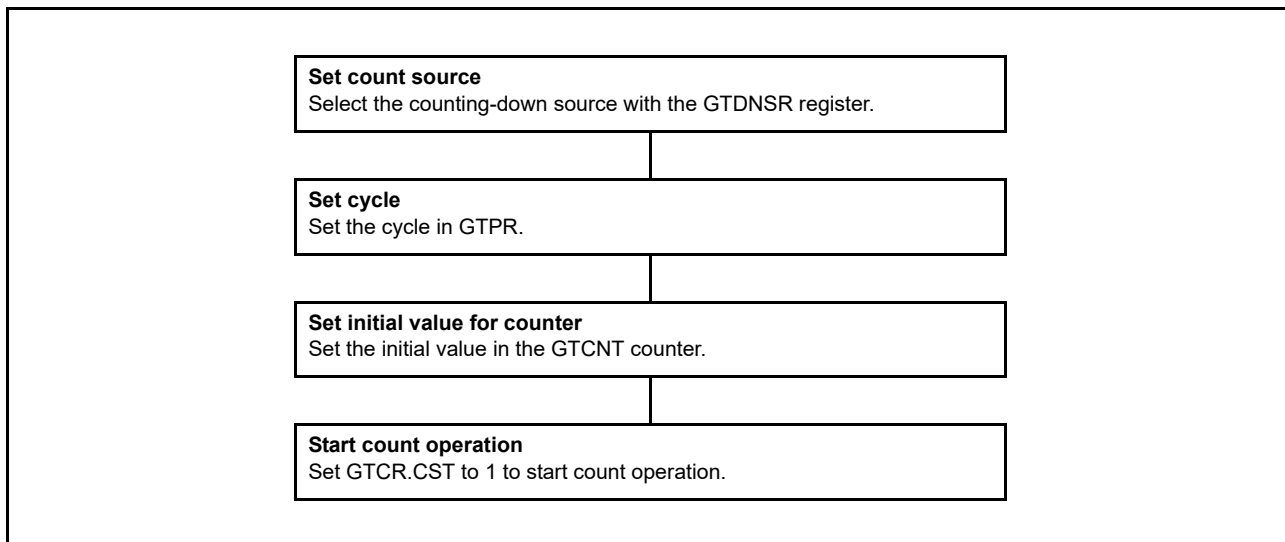 Set count source
Select the counting-down source with the GTDNSR register.
Set cycle
Set the cycle in GTPR.
Set initial value for counter
Set the initial value in the GTCNT counter.
Start count operation
Set GTCR.CST to 1 to start count operation.